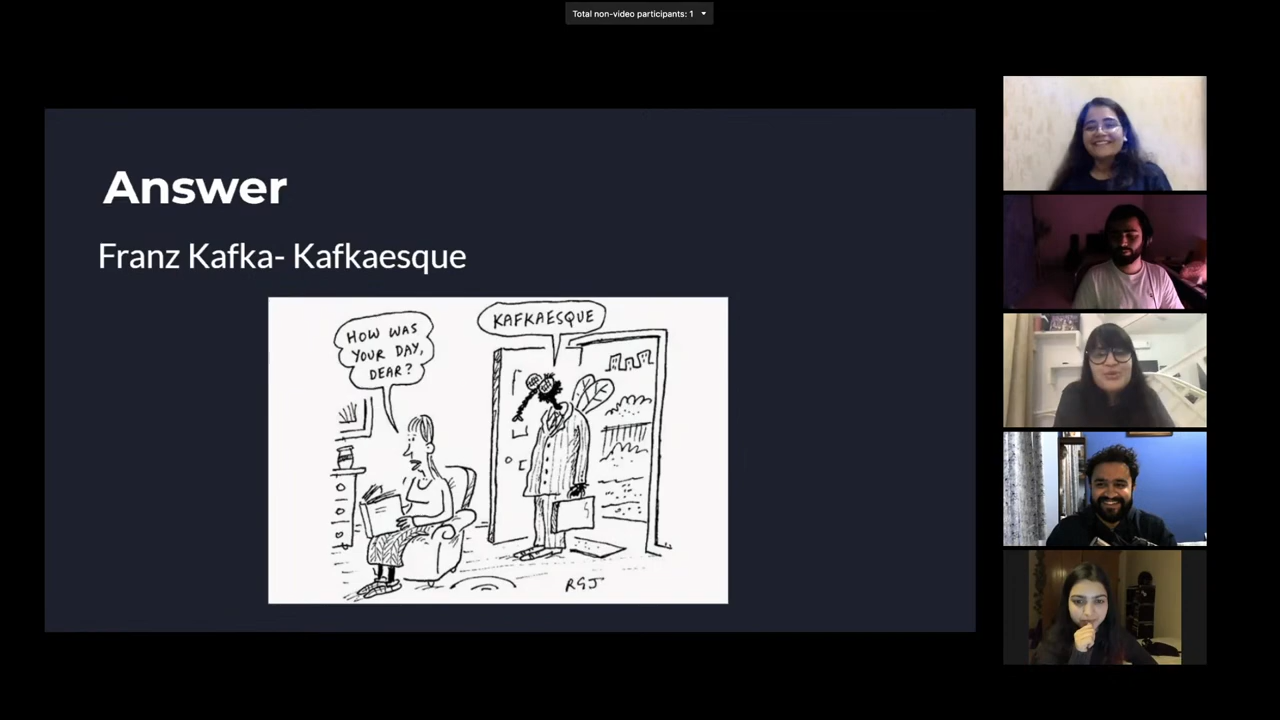 Total non-video participants: 1
Answer
Franz Kafka- Kafkaesque
KAFKAESQUE
HOW WAS
YOUR DAY,
DEAR?
RGJ